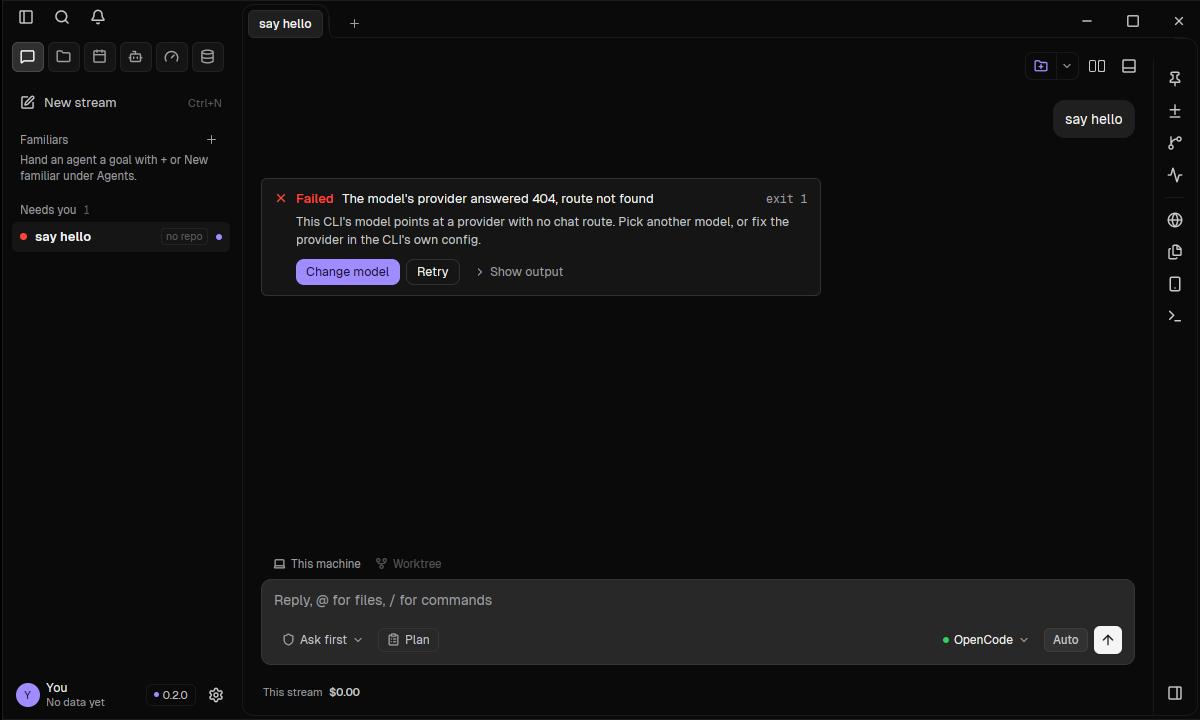 say hello
New stream
Ctrl+N
Familiars
Hand an agent a goal with + or New
familiar under Agents.
Needs you 1
say hello
no repo
say hello
Failed The model's provider answered 404, route not found
exit 1
This CLI's model points at a provider with no chat route. Pick another model, or fix the
provider in the CLI's own config.
Change model
Retry
Show output
This machine
Worktree
Reply, @ for files, / for commands
Ask first
Plan
OpenCode
Auto
This stream $0.00
Y
You
No data yet
0.2.0